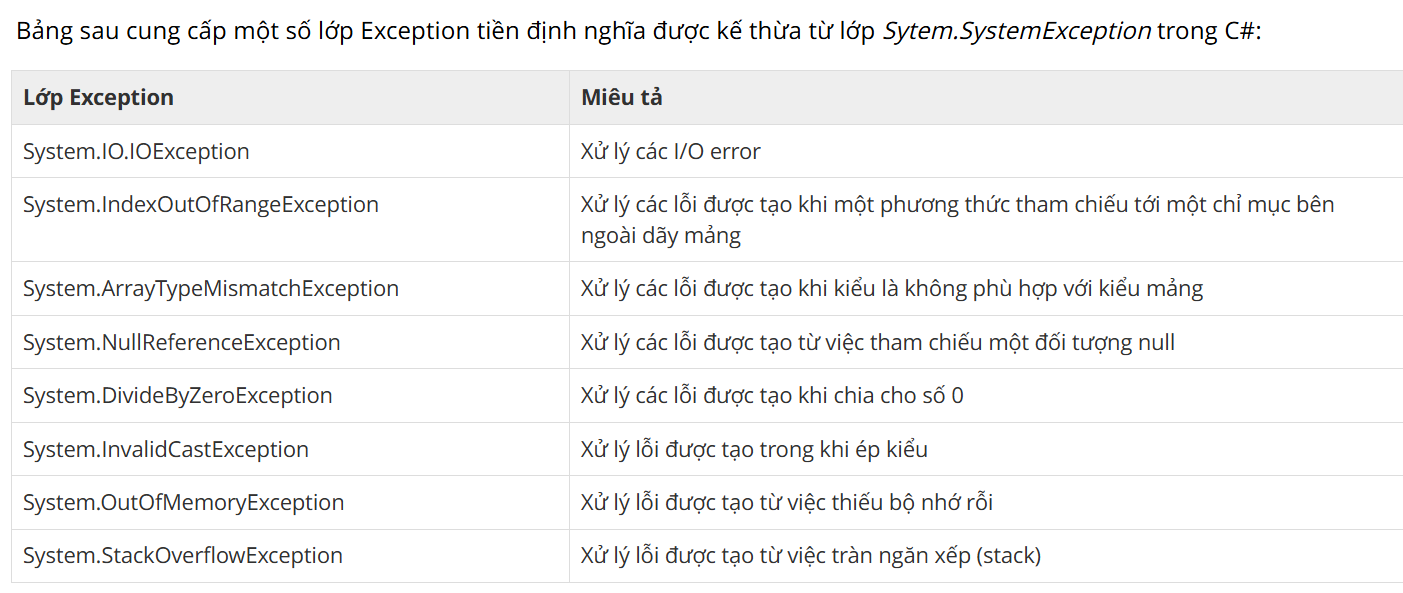 Bảng sau cung cấp một số lớp Exception tiền định nghĩa được kế thừa từ lớp Sytem.SystemException trong C#:
Lớp Exception
Miêu tả
System.IO.IOException
Xử lý các I/O error
System.IndexOutOfRangeException
Xử lý các lỗi được tạo khi một phương thức tham chiếu tới một chỉ mục bên
ngoài dãy mảng
System.ArrayTypeMismatchException
Xử lý các lỗi được tạo khi kiểu là không phù hợp với kiểu mảng
System.NullReferenceException
Xử lý các lỗi được tạo từ việc tham chiếu một đối tượng null
System.DivideByZeroException
Xử lý các lỗi được tạo khi chia cho số 0
System.InvalidCastException
Xử lý lỗi được tạo trong khi ép kiểu
System.OutOfMemoryException
Xử lý lỗi được tạo từ việc thiếu bộ nhớ rỗi
System.StackOverflowException
Xử lý lỗi được tạo từ việc tràn ngăn xếp (stack)